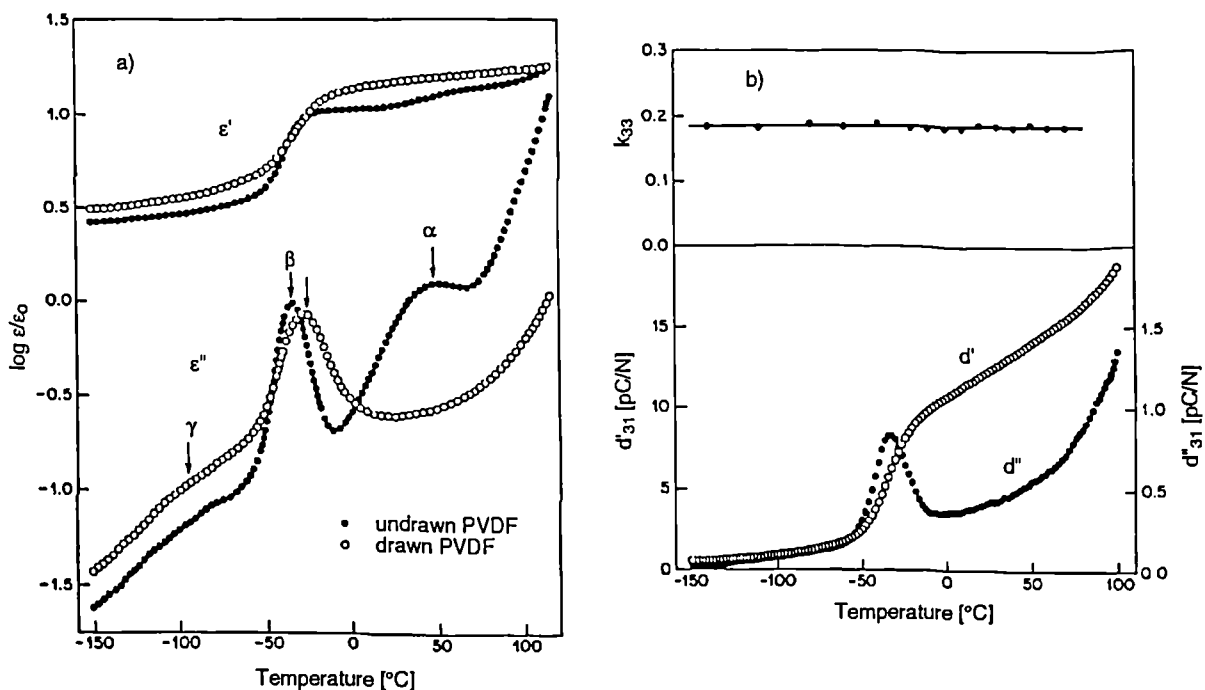 a)
1.5
1.0
0.5
0.0
-0.5
-1.0
-1.5
log ε/ε₀
ε'
α
β
ε"
γ
• undrawn PVDF
○ drawn PVDF
-150
-100
-50
0
50
100
Temperature [°C]
b)
0.3
0.2
0.1
0.0
k₃₃
15
10
5
0
d'₃₁ [pC/N]
d'
d"
1.5
1.0
0.5
0.0
d"₃₁ [pC/N]
-150
-100
-50
0
50
100
Temperature [°C]